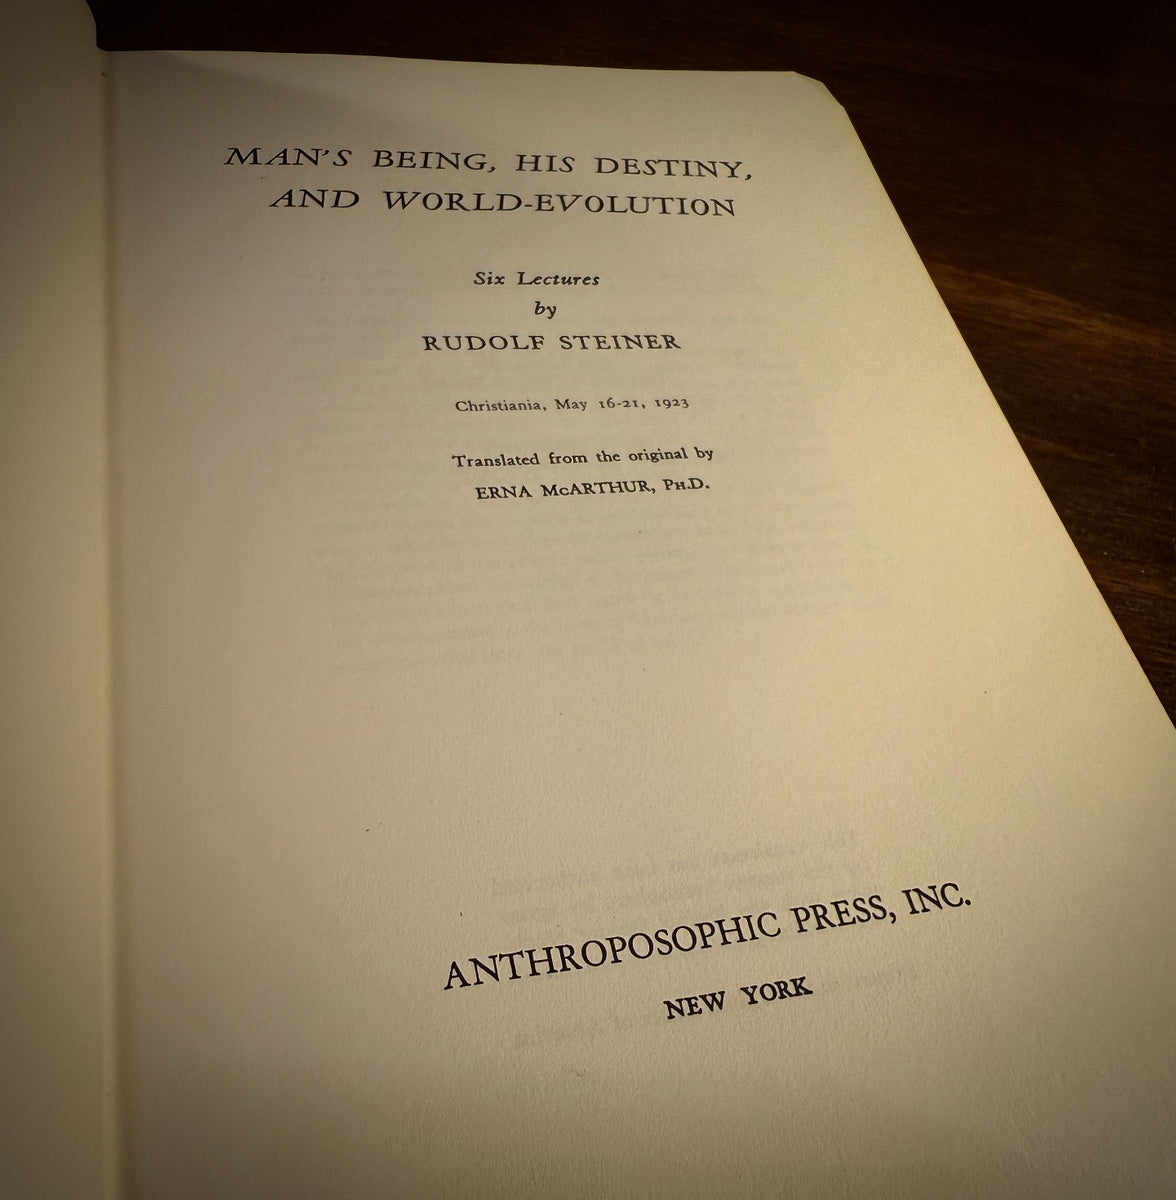 MAN'S BEING, HIS DESTINY,
AND WORLD-EVOLUTION
Six Lectures
by
RUDOLF STEINER
Christiania, May 16-21, 1923
Translated from the original by
ERNA McARTHUR, PH.D.
ANTHROPOSOPHIC PRESS, INC.
NEW YORK